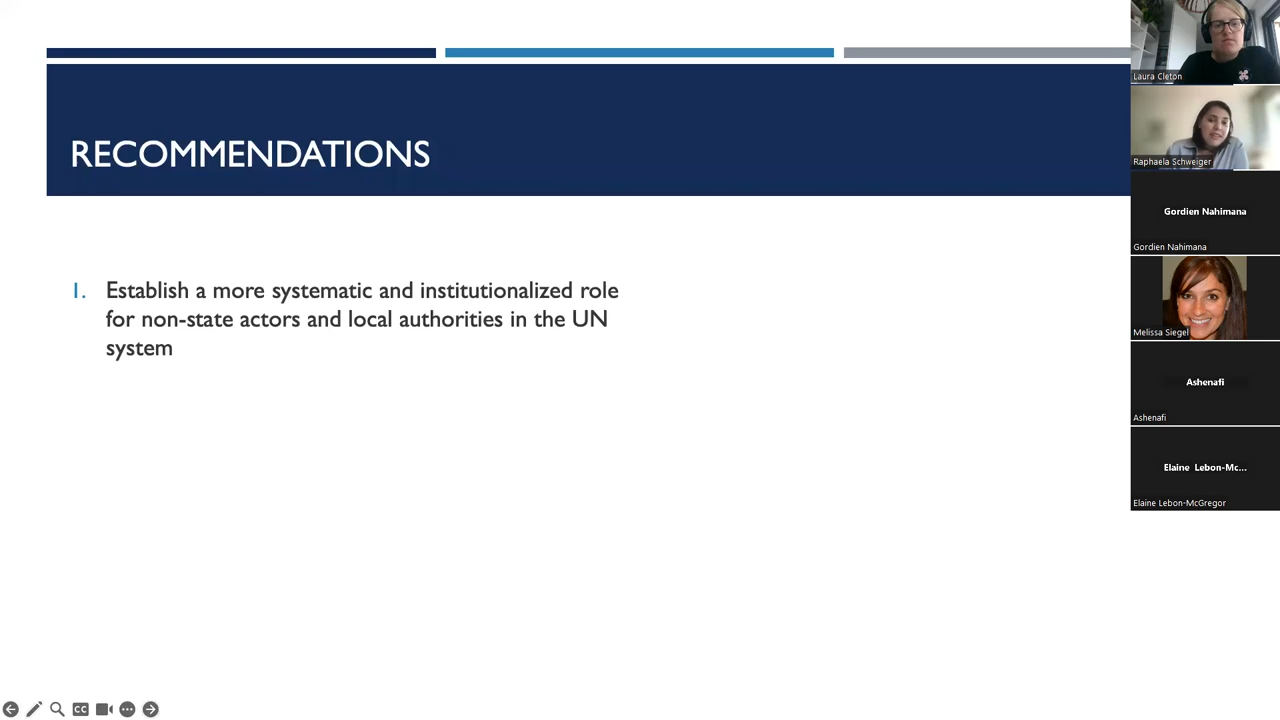 RECOMMENDATIONS
1. Establish a more systematic and institutionalized role
for non-state actors and local authorities in the UN
system
Laura Cleton
Raphaela Schweiger
Gordien Nahimana
Gordien Nahimana
Melissa Siegel
Ashenafi
Ashenafi
Elaine Lebon-Mc...
Elaine Lebon-McGregor
CC